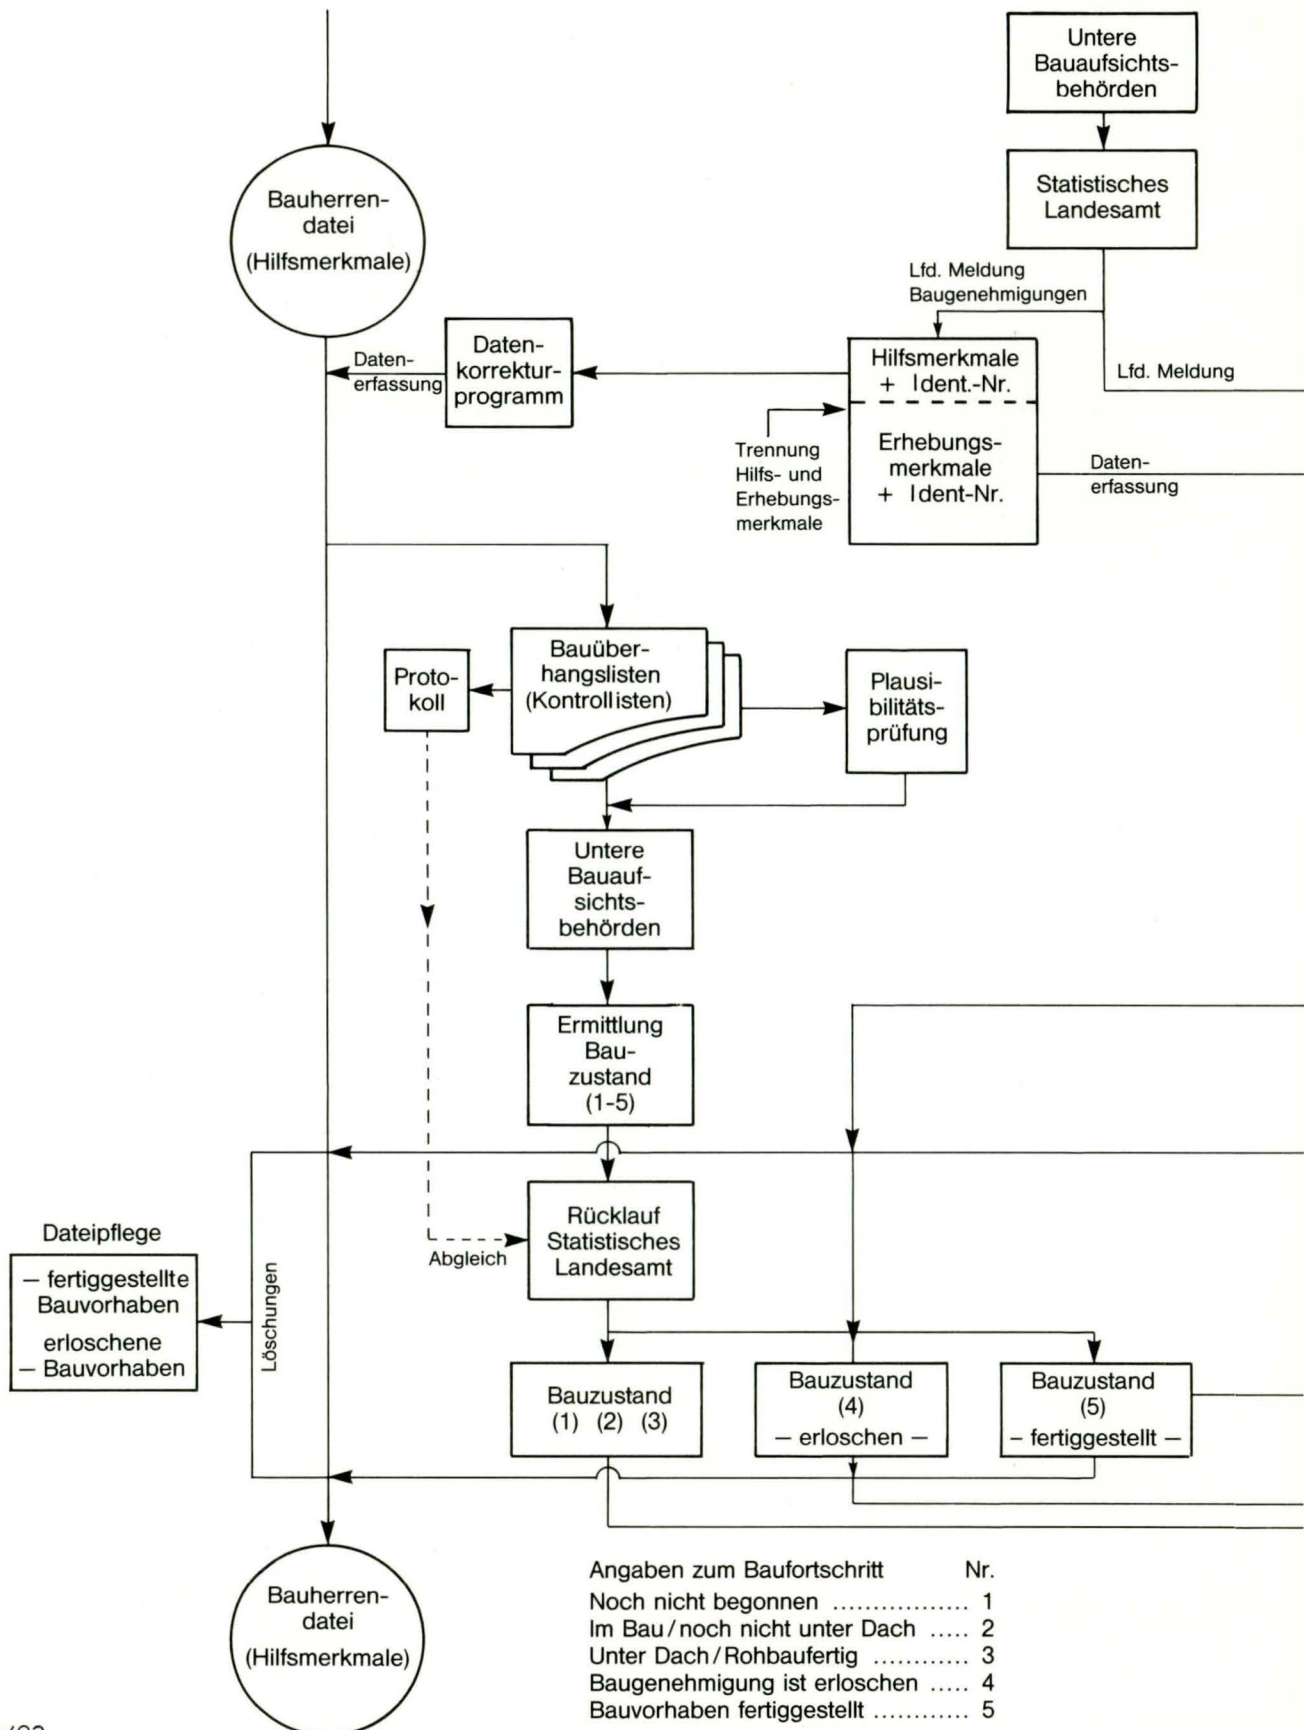 Untere
Bauaufsichts-
behörden
Statistisches
Landesamt
Bauherren-
datei
(Hilfsmerkmale)
Lfd. Meldung
Baugenehmigungen
Daten-
korrektur-
programm
Daten-
erfassung
Hilfsmerkmale
+ Ident.-Nr.
Lfd. Meldung
Erhebungs-
merkmale
+ Ident-Nr.
Trennung
Hilfs- und
Erhebungs-
merkmale
Daten-
erfassung
Bauüber-
hangslisten
(Kontrollisten)
Proto-
koll
Plausi-
bilitäts-
prüfung
Untere
Bauauf-
sichts-
behörden
Ermittlung
Bau-
zustand
(1-5)
Rücklauf
Statistisches
Landesamt
Abgleich
Dateipflege
– fertiggestellte
Bauvorhaben
erloschene
– Bauvorhaben
Löschungen
Bauzustand
(1) (2) (3)
Bauzustand
(4)
– erloschen –
Bauzustand
(5)
– fertiggestellt –
Bauherren-
datei
(Hilfsmerkmale)
Angaben zum Baufortschritt Nr.
Noch nicht begonnen ................. 1
Im Bau/noch nicht unter Dach ..... 2
Unter Dach/Rohbaufertig ............ 3
Baugenehmigung ist erloschen ..... 4
Bauvorhaben fertiggestellt ............ 5